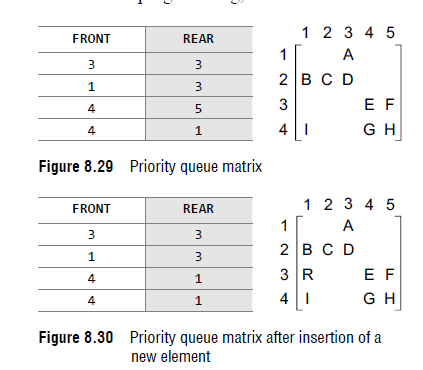 FRONT REAR
3 3
1 3
4 5
4 1
1 2 3 4 5
1 A
2 B C D
3 E F
4 I G H
Figure 8.29 Priority queue matrix
FRONT REAR
3 3
1 3
4 1
4 1
1 2 3 4 5
1 A
2 B C D
3 R E F
4 I G H
Figure 8.30 Priority queue matrix after insertion of a
new element